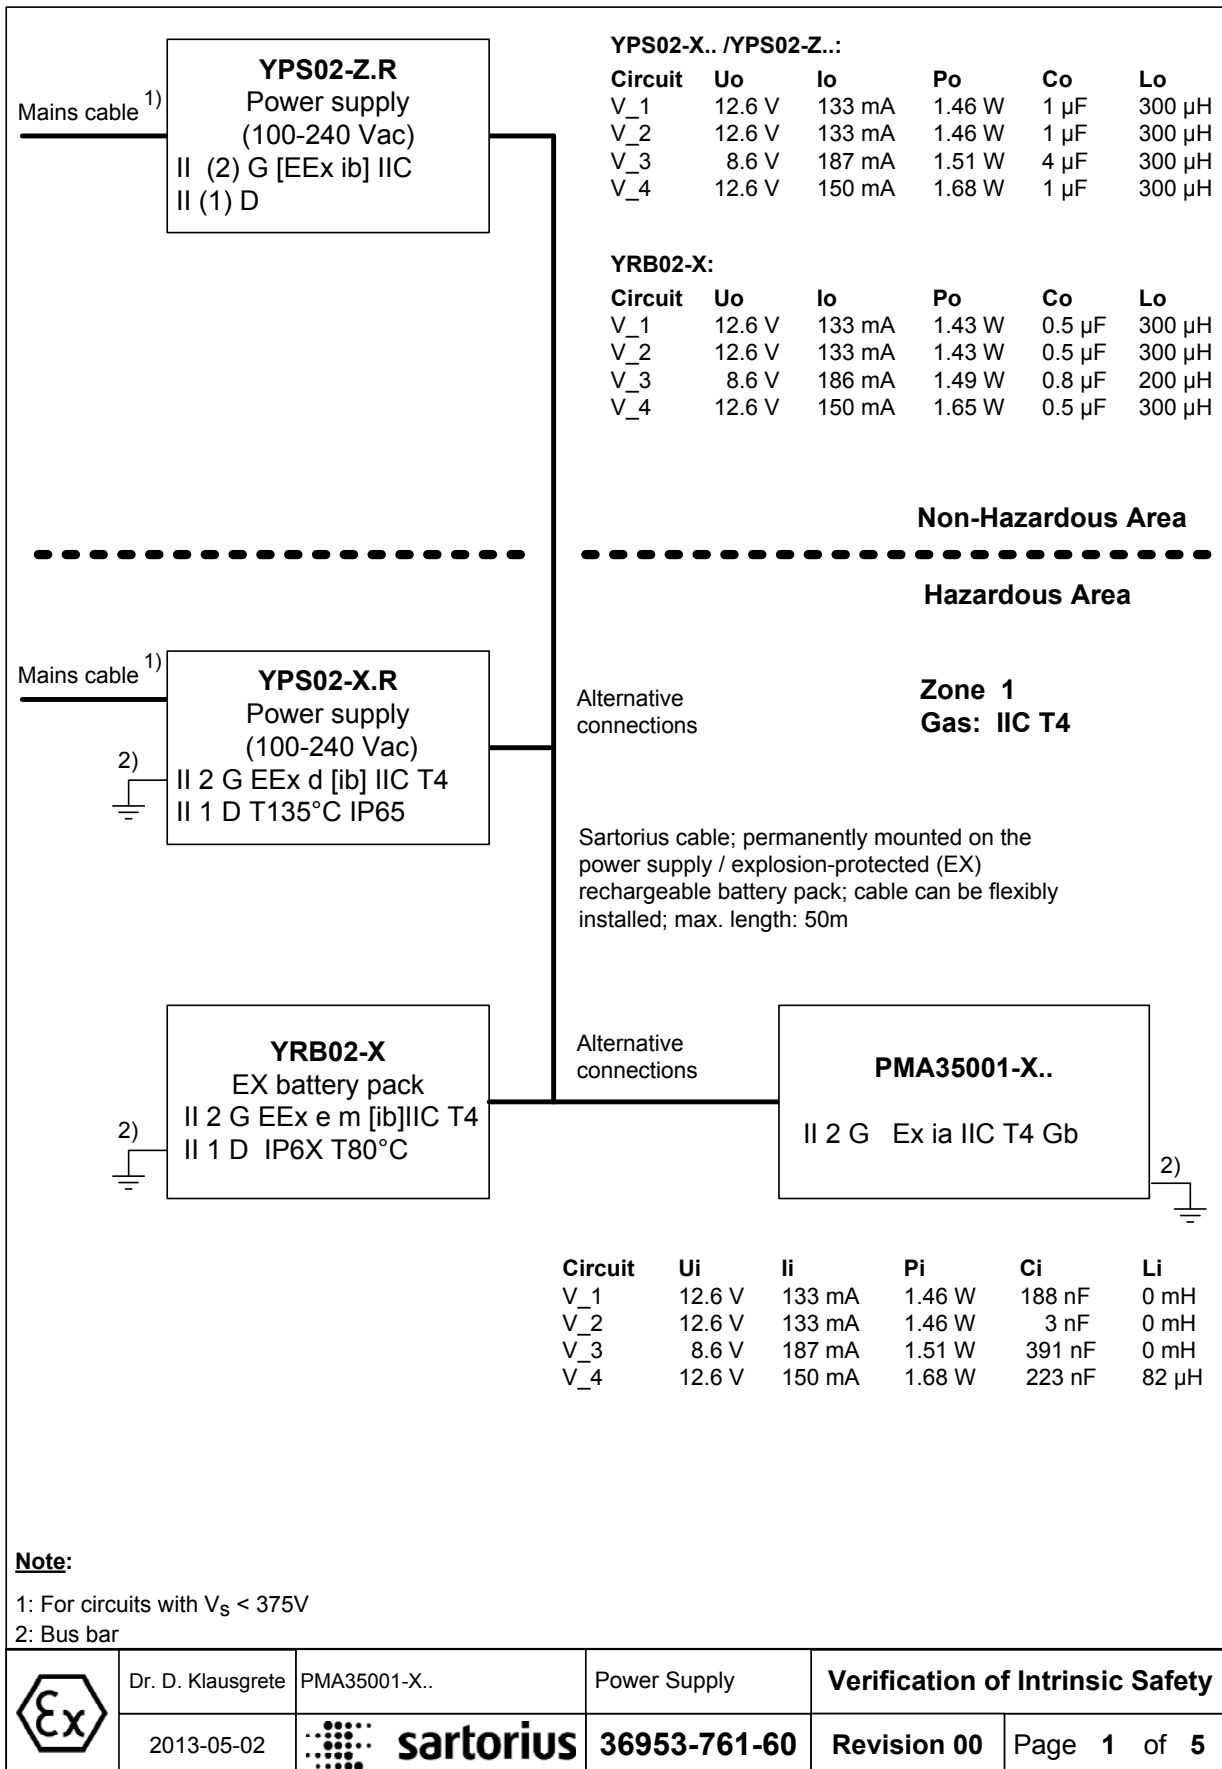 YPS02-Z.R
Power supply
(100-240 Vac)
II (2) G [EEx ib] IIC
II (1) D
Mains cable 1)
YPS02-X.. /YPS02-Z..:
Circuit Uo Io Po Co Lo
V_1 12.6 V 133 mA 1.46 W 1 µF 300 µH
V_2 12.6 V 133 mA 1.46 W 1 µF 300 µH
V_3 8.6 V 187 mA 1.51 W 4 µF 300 µH
V_4 12.6 V 150 mA 1.68 W 1 µF 300 µH
YRB02-X:
Circuit Uo Io Po Co Lo
V_1 12.6 V 133 mA 1.43 W 0.5 µF 300 µH
V_2 12.6 V 133 mA 1.43 W 0.5 µF 300 µH
V_3 8.6 V 186 mA 1.49 W 0.8 µF 200 µH
V_4 12.6 V 150 mA 1.65 W 0.5 µF 300 µH
Non-Hazardous Area
Hazardous Area
Mains cable 1)
YPS02-X.R
Power supply
(100-240 Vac)
II 2 G EEx d [ib] IIC T4
II 1 D T135°C IP65
2)
Alternative
connections
Zone 1
Gas: IIC T4
Sartorius cable; permanently mounted on the
power supply / explosion-protected (EX)
rechargeable battery pack; cable can be flexibly
installed; max. length: 50m
YRB02-X
EX battery pack
II 2 G EEx e m [ib]IIC T4
II 1 D IP6X T80°C
2)
Alternative
connections
PMA35001-X..
II 2 G Ex ia IIC T4 Gb
2)
Circuit Ui Ii Pi Ci Li
V_1 12.6 V 133 mA 1.46 W 188 nF 0 mH
V_2 12.6 V 133 mA 1.46 W 3 nF 0 mH
V_3 8.6 V 187 mA 1.51 W 391 nF 0 mH
V_4 12.6 V 150 mA 1.68 W 223 nF 82 µH
Note:
1: For circuits with VS < 375V
2: Bus bar
Ex
Dr. D. Klausgrete PMA35001-X.. Power Supply Verification of Intrinsic Safety
2013-05-02 sartorius 36953-761-60 Revision 00 Page 1 of 5